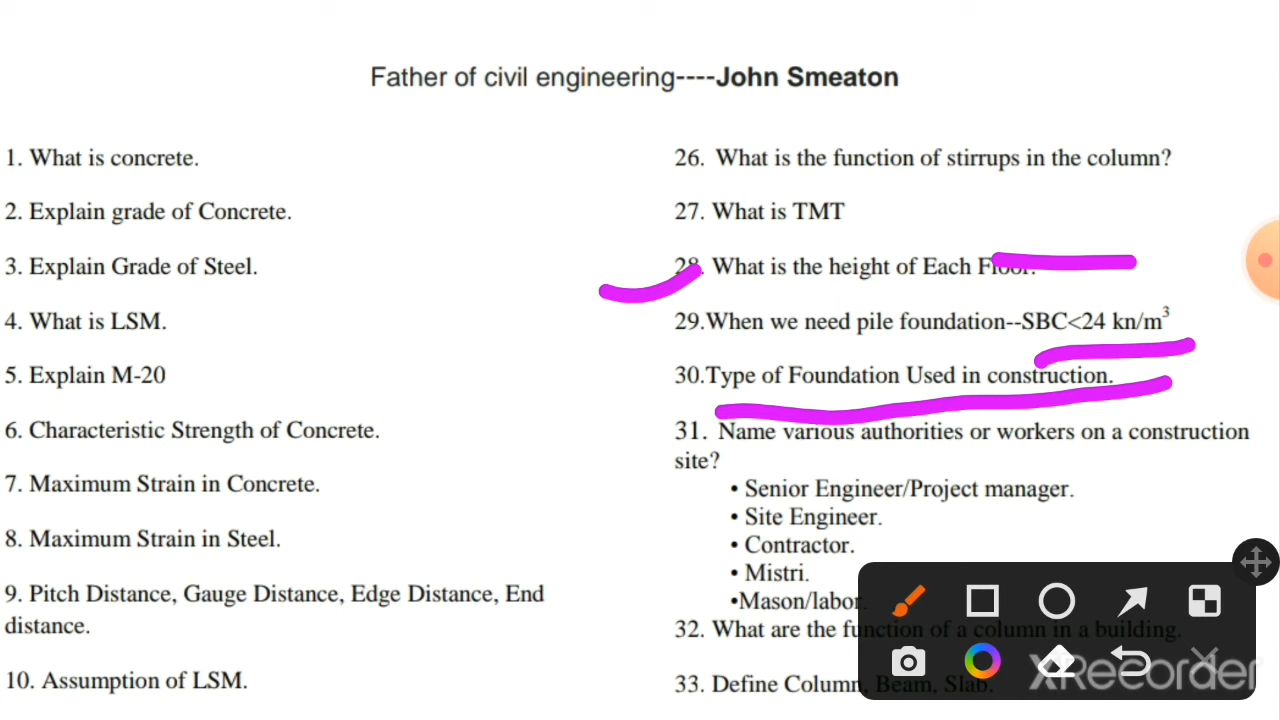 Father of civil engineering----John Smeaton
1. What is concrete.
2. Explain grade of Concrete.
3. Explain Grade of Steel.
4. What is LSM.
5. Explain M-20
6. Characteristic Strength of Concrete.
7. Maximum Strain in Concrete.
8. Maximum Strain in Steel.
9. Pitch Distance, Gauge Distance, Edge Distance, End
distance.
10. Assumption of LSM.
26. What is the function of stirrups in the column?
27. What is TMT
28. What is the height of Each Floor.
29.When we need pile foundation--SBC<24 kn/m³
30.Type of Foundation Used in construction.
31. Name various authorities or workers on a construction
site?
• Senior Engineer/Project manager.
• Site Engineer.
• Contractor.
• Mistri.
•Mason/labor.
32. What are the function of a column in a building.
33. Define Column, Beam, Slab.
XRecorder